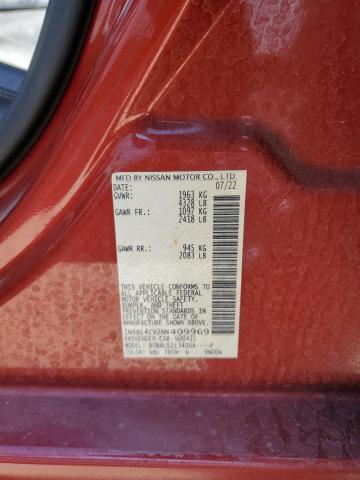 MFD BY NISSAN MOTOR CO., LTD.
DATE: 07/22
GVWR: 1963 KG
4328 LB
GAWR FR.: 1097 KG
2418 LB
GAWR RR.: 945 KG
2083 LB
THIS VEHICLE CONFORMS TO ALL
APPLICABLE FEDERAL MOTOR
VEHICLE SAFETY,
BUMPER, AND THEFT PREVENTION
STANDARDS IN EFFECT ON
THE DATE OF MANUFACTURE
SHOWN ABOVE.
409969
PASSENGER CAR
MODEL:
COLOR: NBL TRIM: N